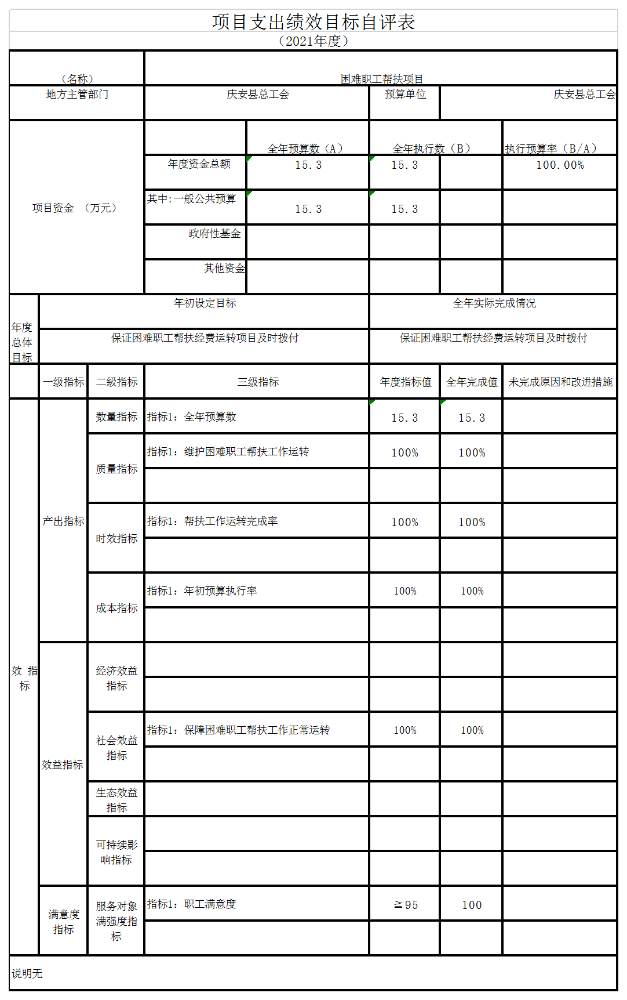 项目支出绩效目标自评表
（2021年度）
（名称） 困难职工帮扶项目
地方主管部门 庆安县总工会 预算单位 庆安县总工会
全年预算数（A） 全年执行数（B） 执行预算率（B/A）
项目资金 （万元）
年度资金总额 15.3 15.3 100.00%
其中:一般公共预算 15.3 15.3
政府性基金
其他资金
年度
总体
目标
年初设定目标 全年实际完成情况
保证困难职工帮扶经费运转项目及时拨付 保证困难职工帮扶经费运转项目及时拨付
一级指标 二级指标 三级指标 年度指标值 全年完成值 未完成原因和改进措施
效 指
标
产出指标
数量指标 指标1：全年预算数 15.3 15.3
质量指标 指标1：维护困难职工帮扶工作运转 100% 100%
时效指标 指标1：帮扶工作运转完成率 100% 100%
成本指标 指标1：年初预算执行率 100% 100%
效益指标
经济效益
指标
社会效益
指标
指标1：保障困难职工帮扶工作正常运转 100% 100%
生态效益
指标
可持续影
响指标
满意度
指标
服务对象
满强度指
标
指标1：职工满意度 ≧95 100
说明无